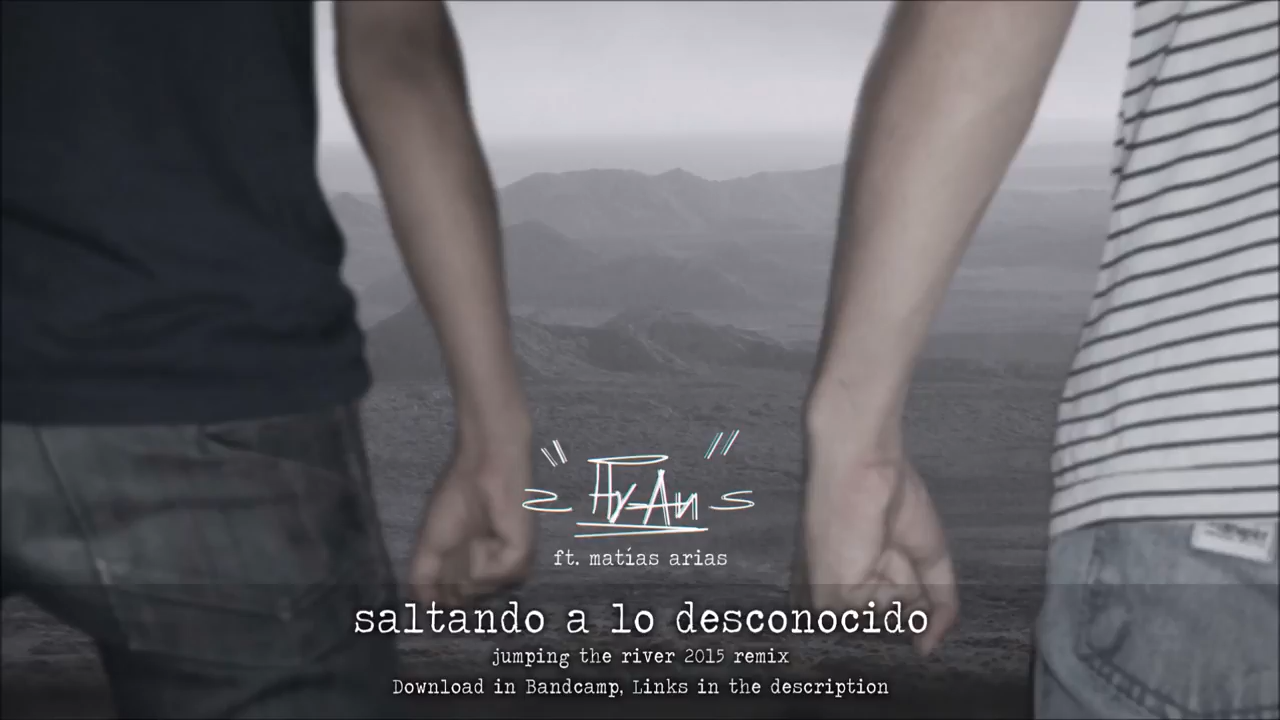 ft. matías arias
saltando a lo desconocido
jumping the river 2015 remix
Download in Bandcamp, Links in the description